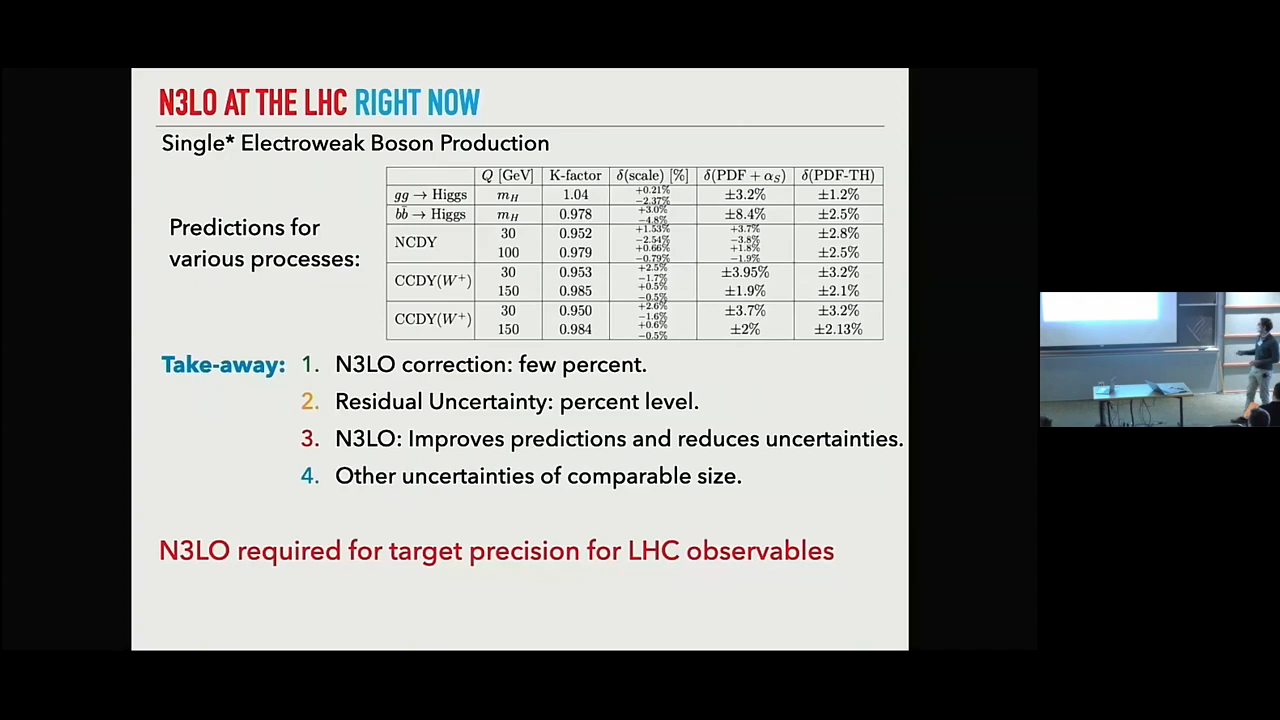 N3LO AT THE LHC RIGHT NOW
Single* Electroweak Boson Production
Q [GeV] K-factor δ(scale) [%] δ(PDF + α_S) δ(PDF-TH)
gg → Higgs m_H 1.04 +0.21% −2.37% ±3.2% ±1.2%
bb̄ → Higgs m_H 0.978 +3.0% −4.8% ±8.4% ±2.5%
NCDY 30 0.952 +1.53% −2.54% +3.7% −3.8% ±2.8%
100 0.979 +0.66% −0.79% +1.8% −1.9% ±2.5%
CCDY(W⁺) 30 0.953 +2.5% −1.7% ±3.95% ±3.2%
150 0.985 +0.5% −0.5% ±1.9% ±2.1%
CCDY(W⁺) 30 0.950 +2.6% −1.6% ±3.7% ±3.2%
150 0.984 +0.6% −0.5% ±2% ±2.13%
Predictions for
various processes:
Take-away: 1. N3LO correction: few percent.
2. Residual Uncertainty: percent level.
3. N3LO: Improves predictions and reduces uncertainties.
4. Other uncertainties of comparable size.
N3LO required for target precision for LHC observables